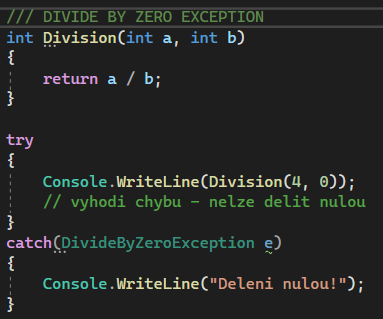 /// DIVIDE BY ZERO EXCEPTION
int Division(int a, int b)
{
return a / b;
}
try
{
Console.WriteLine(Division(4, 0));
// vyhodi chybu - nelze delit nulou
}
catch(DivideByZeroException e)
{
Console.WriteLine("Deleni nulou!");
}